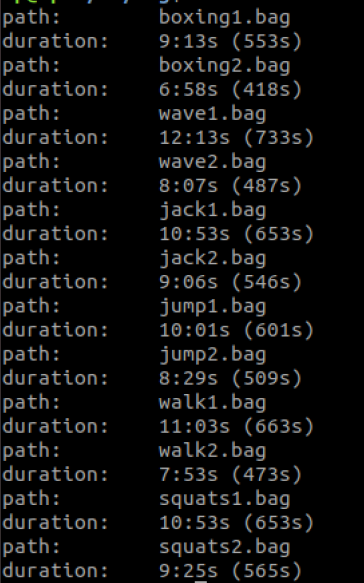 path:     boxing1.bag
duration:     9:13s (553s)
path:     boxing2.bag
duration:     6:58s (418s)
path:     wave1.bag
duration:     12:13s (733s)
path:     wave2.bag
duration:     8:07s (487s)
path:     jack1.bag
duration:     10:53s (653s)
path:     jack2.bag
duration:     9:06s (546s)
path:     jump1.bag
duration:     10:01s (601s)
path:     jump2.bag
duration:     8:29s (509s)
path:     walk1.bag
duration:     11:03s (663s)
path:     walk2.bag
duration:     7:53s (473s)
path:     squats1.bag
duration:     10:53s (653s)
path:     squats2.bag
duration:     9:25s (565s)